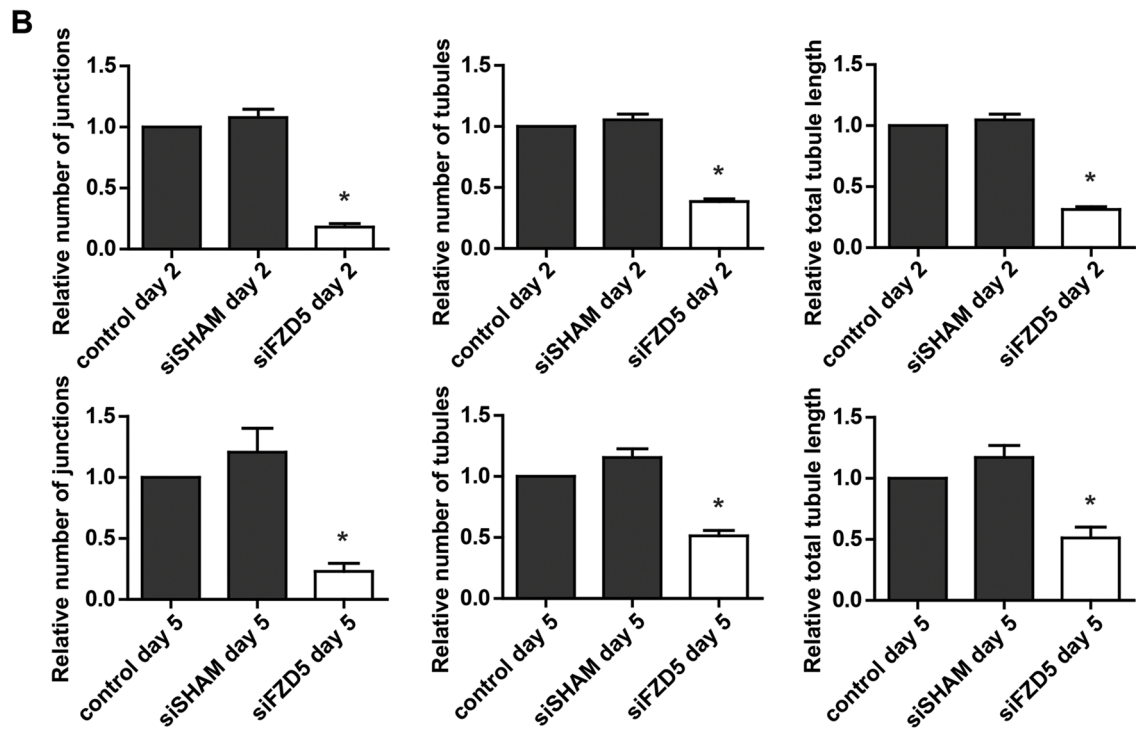 B
Relative number of junctions
1.5
1.0
0.5
0.0
*
control day 2
siSHAM day 2
siFZD5 day 2
Relative number of tubules
1.5
1.0
0.5
0.0
*
control day 2
siSHAM day 2
siFZD5 day 2
Relative total tubule length
1.5
1.0
0.5
0.0
*
control day 2
siSHAM day 2
siFZD5 day 2
Relative number of junctions
1.5
1.0
0.5
0.0
*
control day 5
siSHAM day 5
siFZD5 day 5
Relative number of tubules
1.5
1.0
0.5
0.0
*
control day 5
siSHAM day 5
siFZD5 day 5
Relative total tubule length
1.5
1.0
0.5
0.0
*
control day 5
siSHAM day 5
siFZD5 day 5